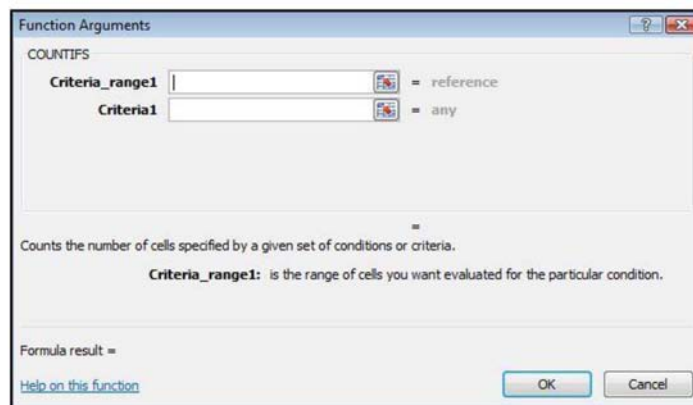 Function Arguments
COUNTIFS
Criteria_range1 = reference
Criteria1 = any
=
Counts the number of cells specified by a given set of conditions or criteria.
Criteria_range1: is the range of cells you want evaluated for the particular condition.
Formula result =
Help on this function OK Cancel